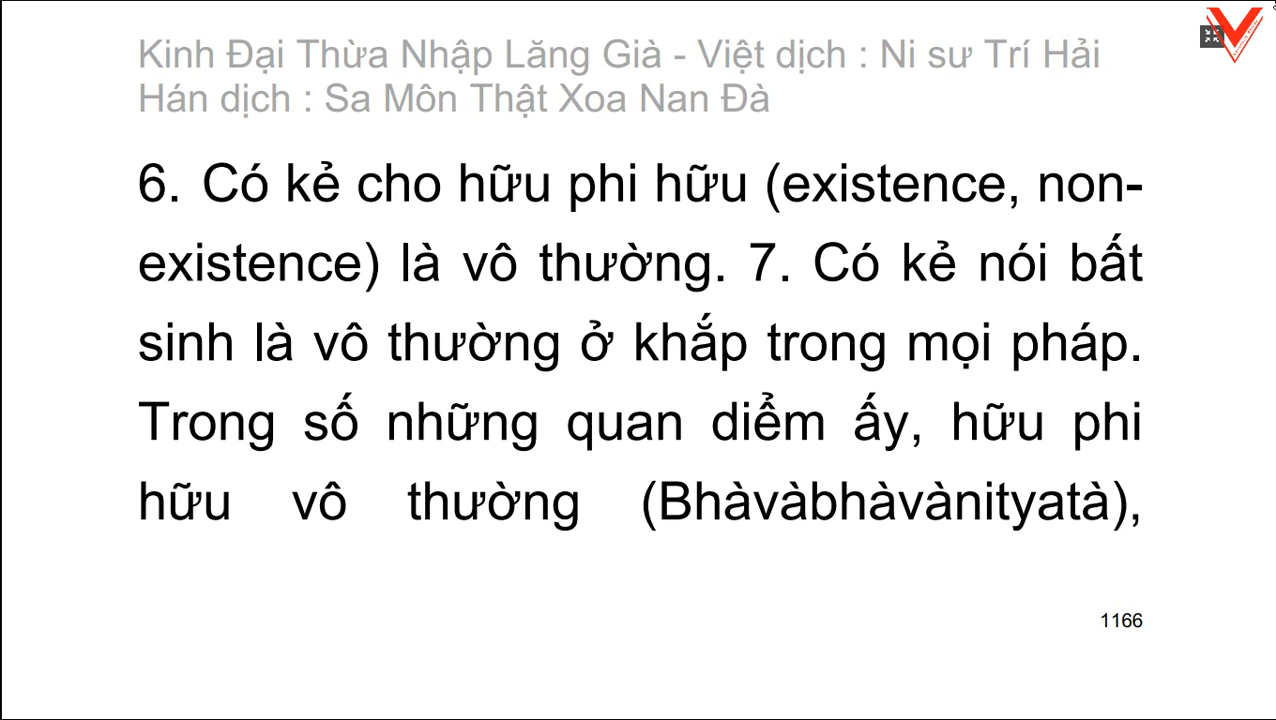 Kinh Đại Thừa Nhập Lăng Già - Việt dịch : Ni sư Trí Hải
Hán dịch : Sa Môn Thật Xoa Nan Đà
6. Có kẻ cho hữu phi hữu (existence, non-
existence) là vô thường. 7. Có kẻ nói bất
sinh là vô thường ở khắp trong mọi pháp.
Trong số những quan diểm ấy, hữu phi
hữu vô thường (Bhàvàbhàvànityatà),
1166